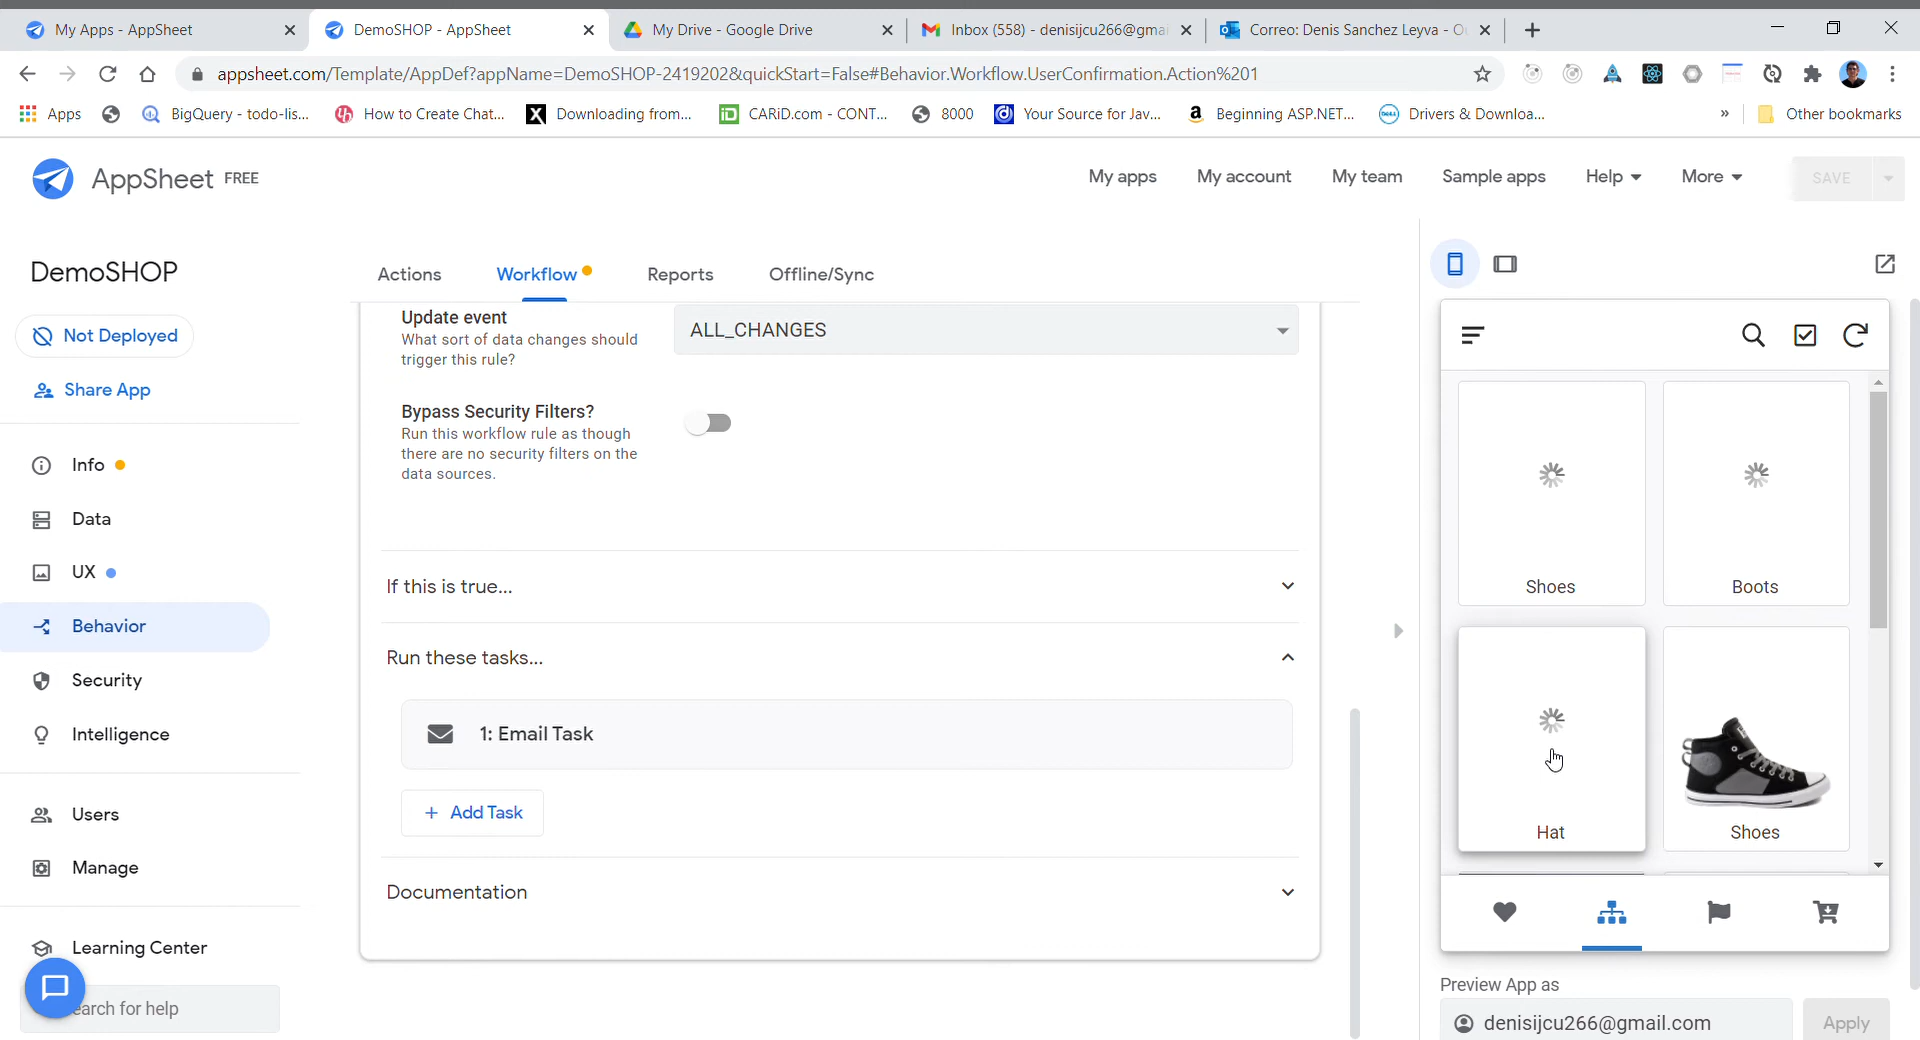 My Apps - AppSheet
DemoSHOP - AppSheet
My Drive - Google Drive
Inbox (558) - denisijcu266@gmai
Correo: Denis Sanchez Leyva - Ou
appsheet.com/Template/AppDef?appName=DemoSHOP-2419202&quickStart=False#Behavior.Workflow.UserConfirmation.Action%201
Apps
BigQuery - todo-lis...
How to Create Chat...
Downloading from...
CARiD.com - CONT...
8000
Your Source for Jav...
Beginning ASP.NET...
Drivers & Downloa...
»
Other bookmarks
AppSheet FREE
My apps
My account
My team
Sample apps
Help
More
SAVE
DemoSHOP
Not Deployed
Share App
Info
Data
UX
Behavior
Security
Intelligence
Users
Manage
Learning Center
earch for help
Actions
Workflow
Reports
Offline/Sync
Update event
What sort of data changes should
trigger this rule?
ALL_CHANGES
Bypass Security Filters?
Run this workflow rule as though
there are no security filters on the
data sources.
If this is true...
Run these tasks...
1: Email Task
+ Add Task
Documentation
Shoes
Boots
Hat
Shoes
Preview App as
denisijcu266@gmail.com
Apply